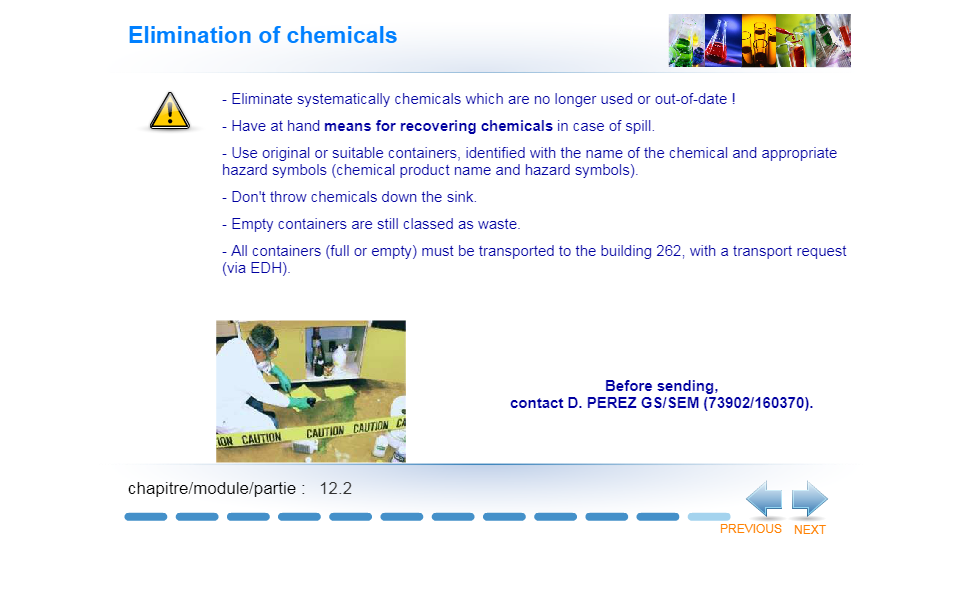 Elimination of chemicals
- Eliminate systematically chemicals which are no longer used or out-of-date !
- Have at hand means for recovering chemicals in case of spill.
- Use original or suitable containers, identified with the name of the chemical and appropriate
hazard symbols (chemical product name and hazard symbols).
- Don't throw chemicals down the sink.
- Empty containers are still classed as waste.
- All containers (full or empty) must be transported to the building 262, with a transport request
(via EDH).
ION CAUTION CAUTION CAUTION CA
Before sending,
contact D. PEREZ GS/SEM (73902/160370).
chapitre/module/partie : 12.2
PREVIOUS NEXT